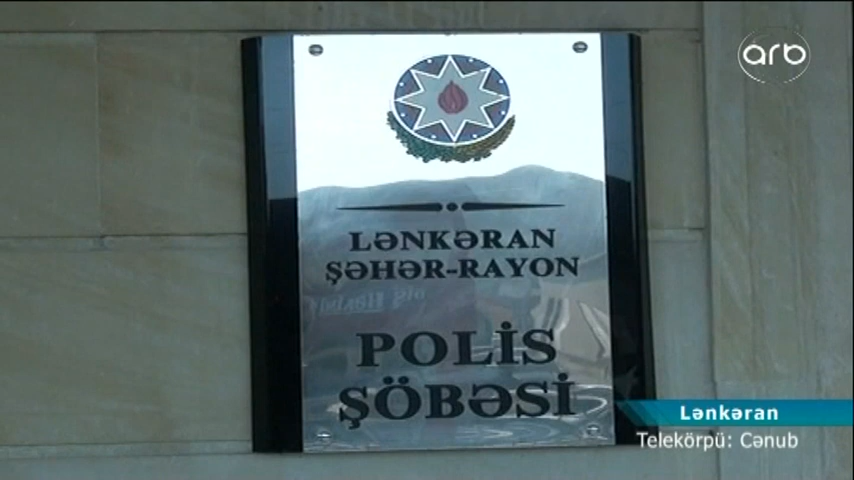 arb
LƏNKƏRAN
ŞƏHƏR-RAYON
POLİS
ŞÖBƏSİ
Lənkəran
Telekörpü: Cənub